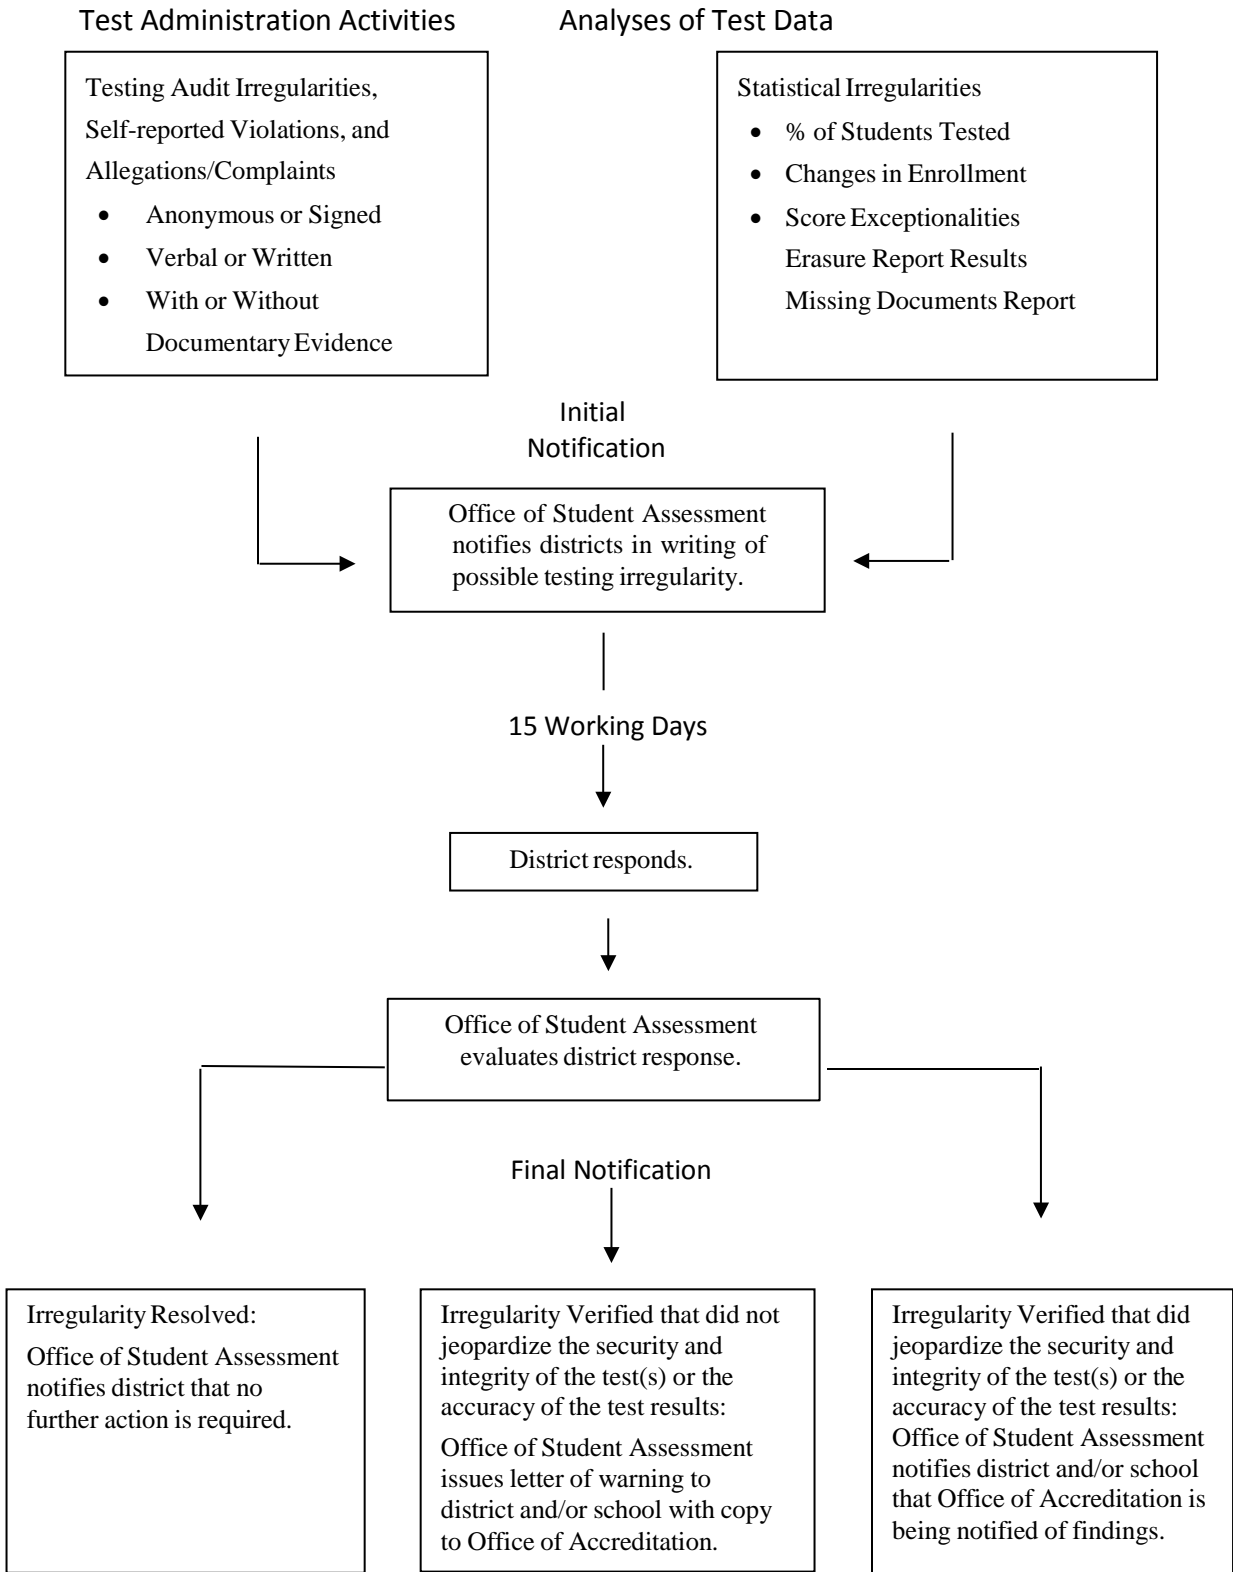 Test Administration Activities
Analyses of Test Data
Testing Audit Irregularities,
Self-reported Violations, and
Allegations/Complaints
• Anonymous or Signed
• Verbal or Written
• With or Without
Documentary Evidence
Statistical Irregularities
• % of Students Tested
• Changes in Enrollment
• Score Exceptionalities
Erasure Report Results
Missing Documents Report
Initial
Notification
Office of Student Assessment
notifies districts in writing of
possible testing irregularity.
15 Working Days
District responds.
Office of Student Assessment
evaluates district response.
Final Notification
Irregularity Resolved:
Office of Student Assessment
notifies district that no
further action is required.
Irregularity Verified that did not
jeopardize the security and
integrity of the test(s) or the
accuracy of the test results:
Office of Student Assessment
issues letter of warning to
district and/or school with copy
to Office of Accreditation.
Irregularity Verified that did
jeopardize the security and
integrity of the test(s) or the
accuracy of the test results:
Office of Student Assessment
notifies district and/or school
that Office of Accreditation is
being notified of findings.